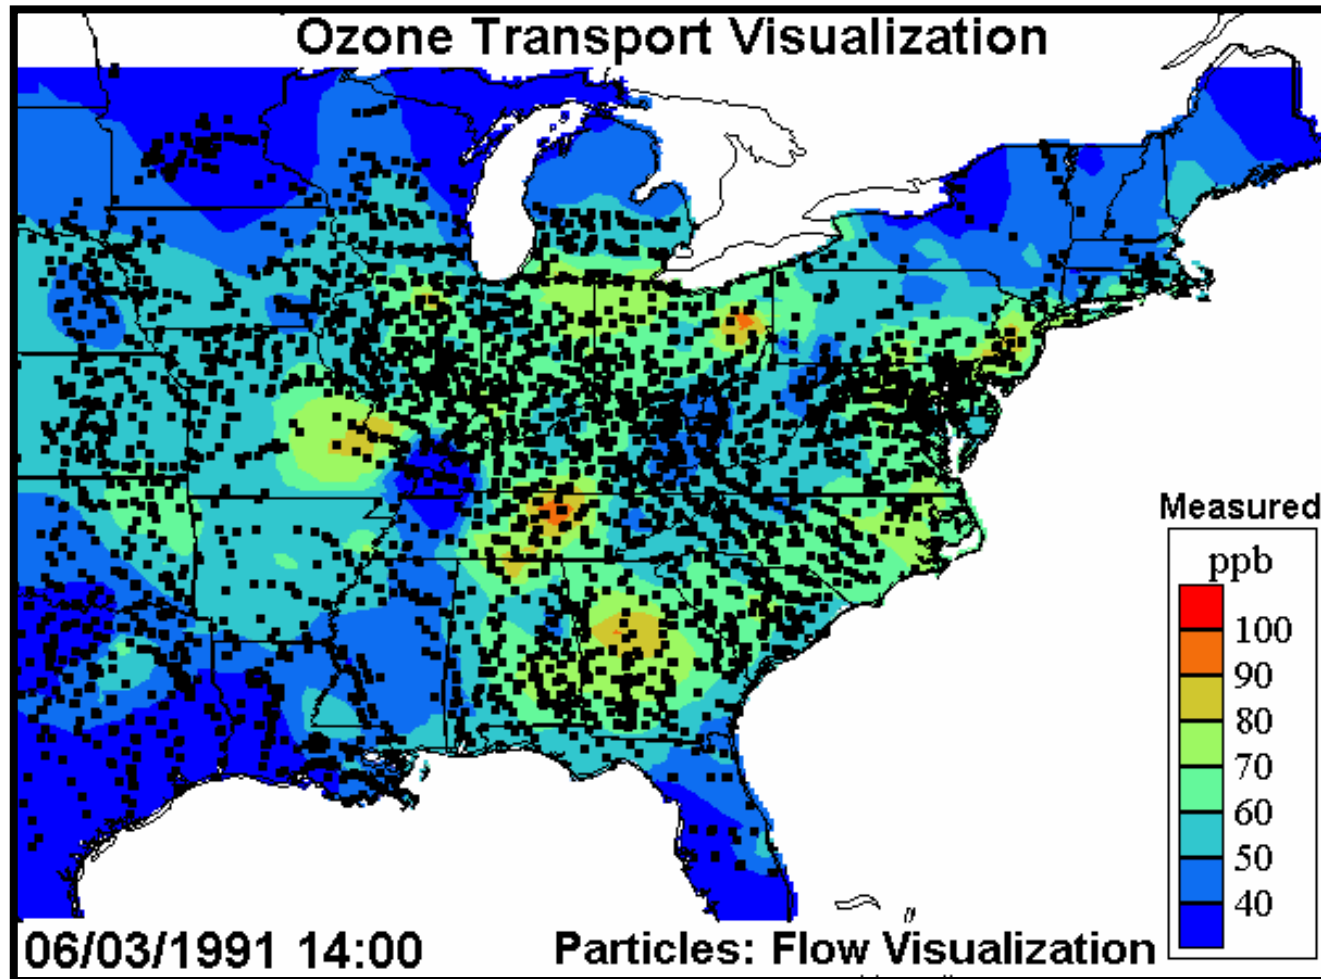 Ozone Transport Visualization
Measured
ppb
100
90
80
70
60
50
40
06/03/1991 14:00
Particles: Flow Visualization